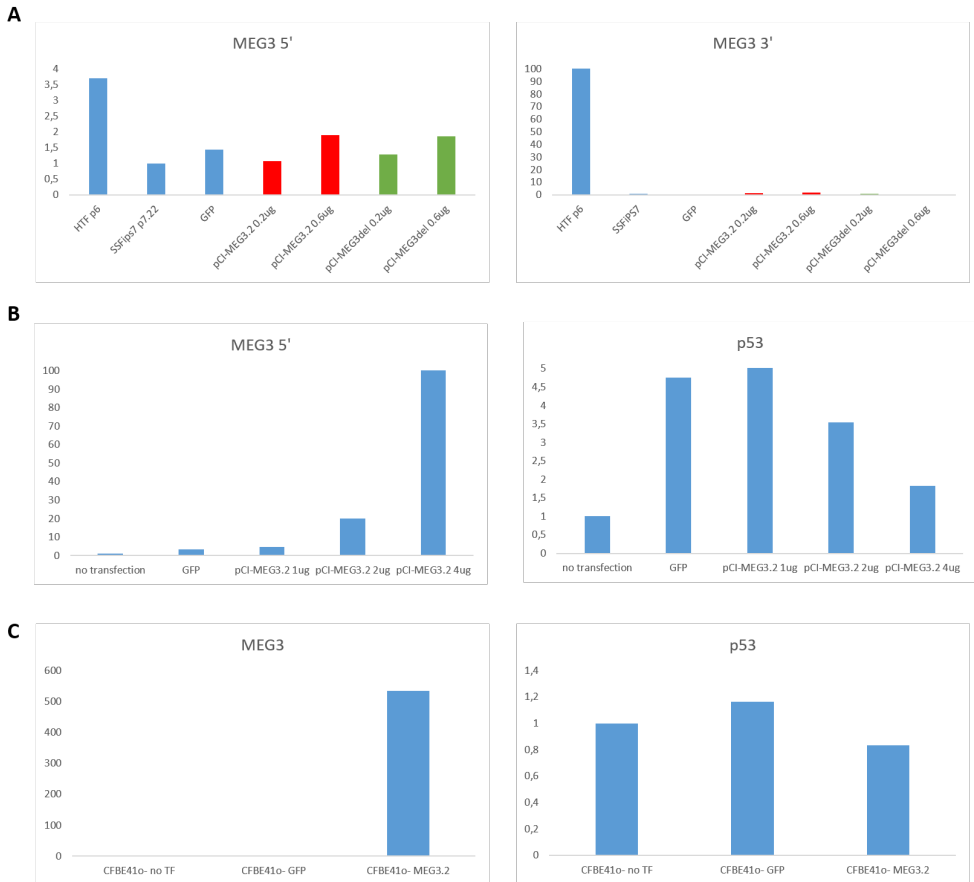 A
MEG3 5'
4
3,5
3
2,5
2
1,5
1
0,5
0
HTF p6
SSFips7 p7.22
GFP
pCI-MEG3.2 0.2ug
pCI-MEG3.2 0.6ug
pCI-MEG3del 0.2ug
pCI-MEG3del 0.6ug
MEG3 3'
100
90
80
70
60
50
40
30
20
10
0
HTF p6
SSFiPS7
GFP
pCI-MEG3.2 0.2ug
pCI-MEG3.2 0.6ug
pCI-MEG3del 0.2ug
pCI-MEG3del 0.6ug
B
MEG3 5'
100
90
80
70
60
50
40
30
20
10
0
no transfection GFP pCI-MEG3.2 1ug pCI-MEG3.2 2ug pCI-MEG3.2 4ug
p53
5
4,5
4
3,5
3
2,5
2
1,5
1
0,5
0
no transfection GFP pCI-MEG3.2 1ug pCI-MEG3.2 2ug pCI-MEG3.2 4ug
C
MEG3
600
500
400
300
200
100
0
CFBE41o- no TF CFBE41o- GFP CFBE41o- MEG3.2
p53
1,4
1,2
1
0,8
0,6
0,4
0,2
0
CFBE41o- no TF CFBE41o- GFP CFBE41o- MEG3.2